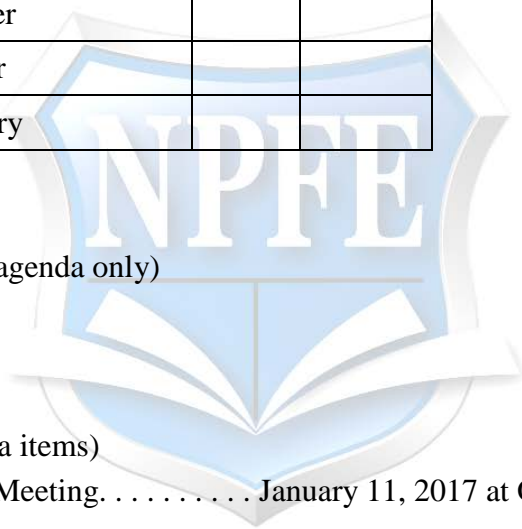 er
r
ry
NPFE
agenda only)
a items)
Meeting. . . . . . . . . . January 11, 2017 at